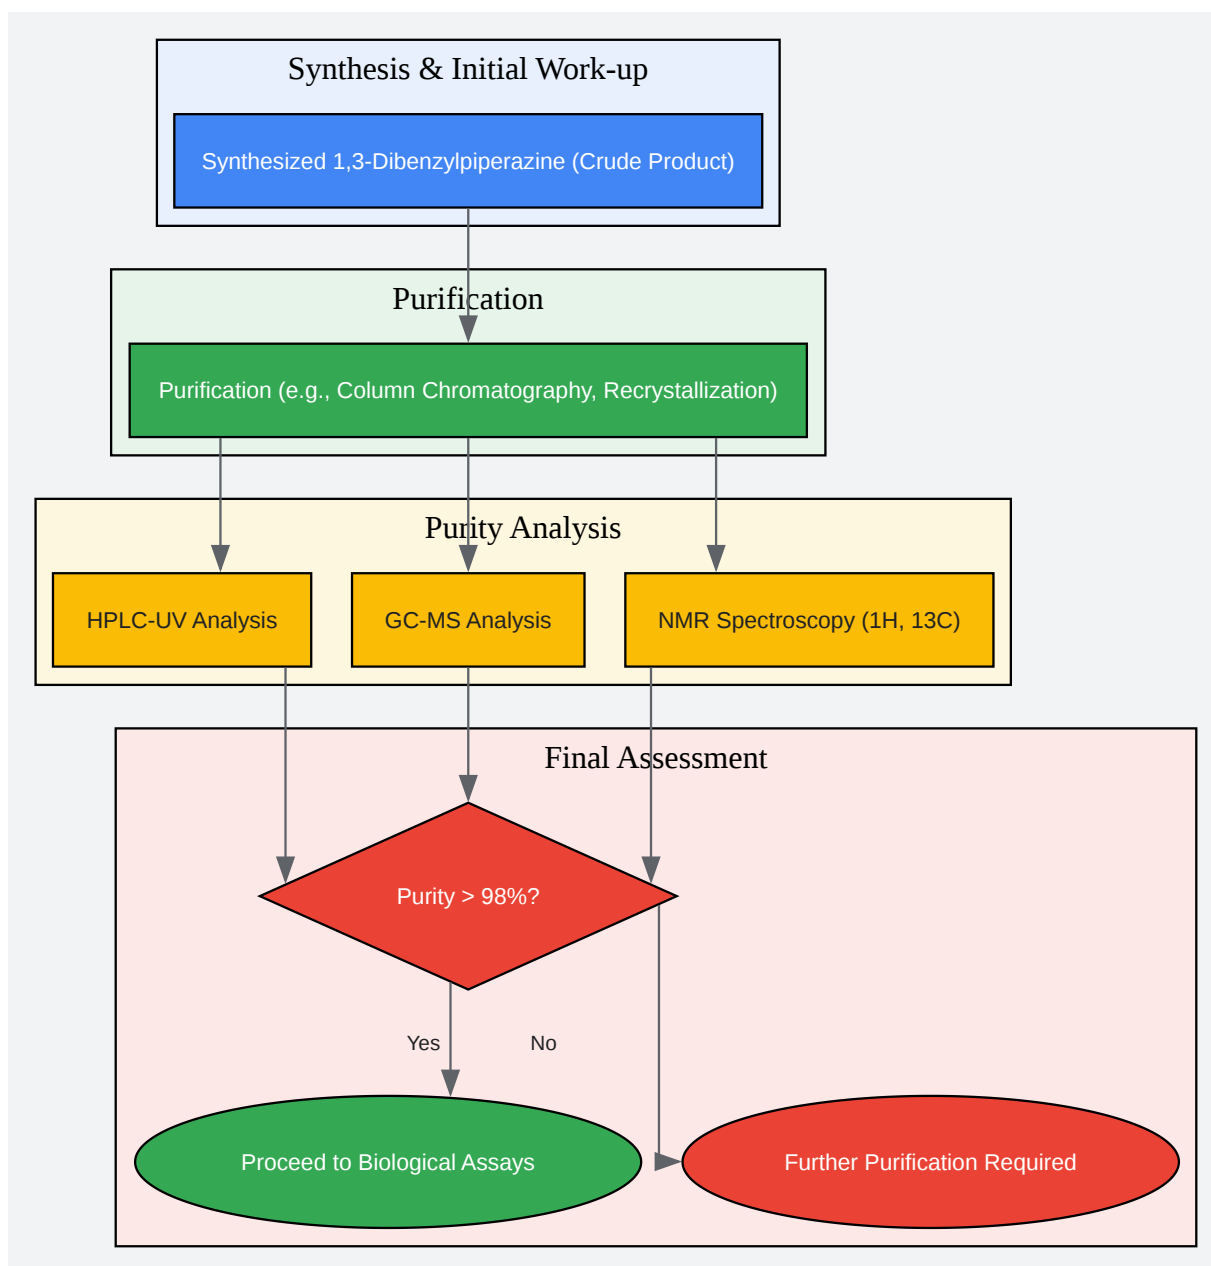 Synthesis & Initial Work-up
Synthesized 1,3-Dibenzylpiperazine (Crude Product)
Purification
Purification (e.g., Column Chromatography, Recrystallization)
Purity Analysis
HPLC-UV Analysis
GC-MS Analysis
NMR Spectroscopy (1H, 13C)
Final Assessment
Purity > 98%?
Yes
No
Proceed to Biological Assays
Further Purification Required